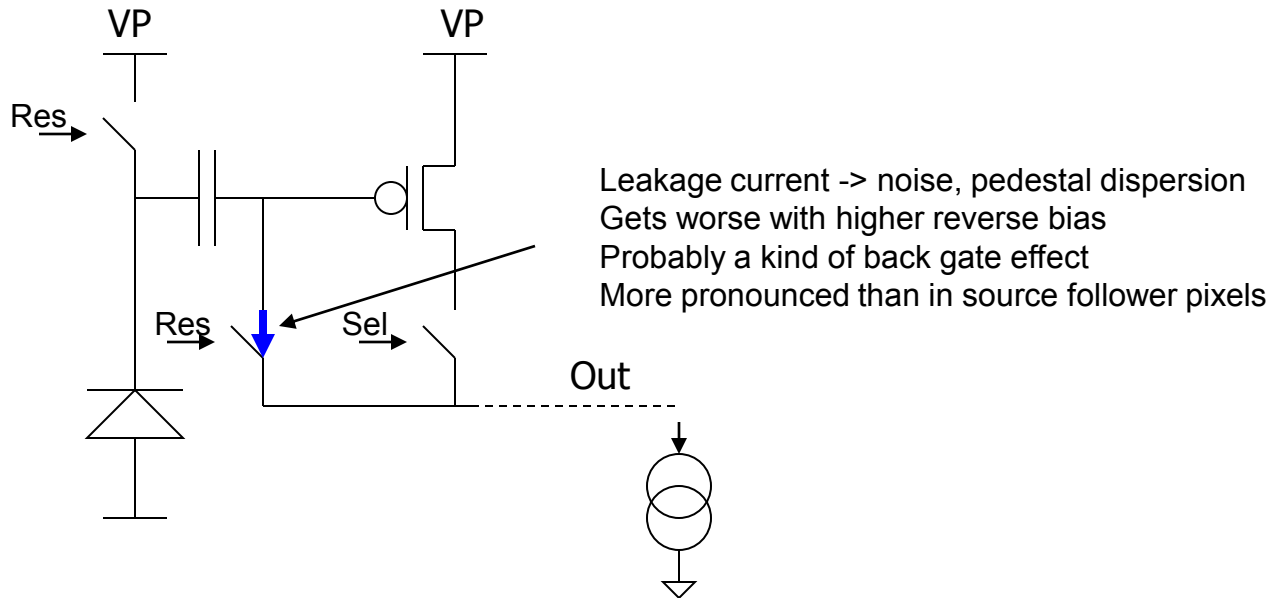 VP
VP
Res
Leakage current -> noise, pedestal dispersion
Gets worse with higher reverse bias
Probably a kind of back gate effect
More pronounced than in source follower pixels
Res
Sel
Out